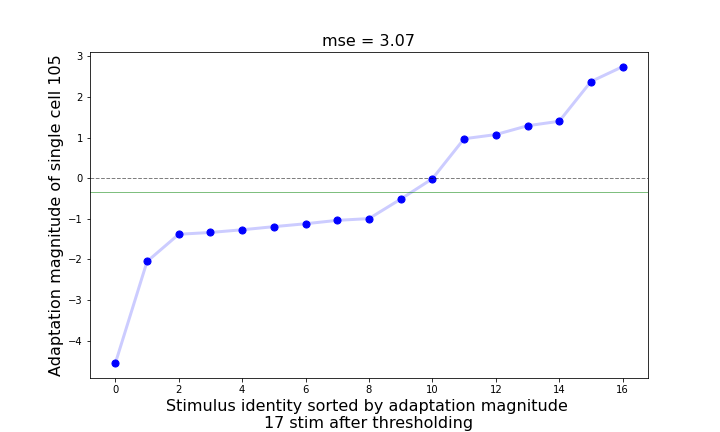 mse = 3.07
Adaptation magnitude of single cell 105
3
2
1
0
−1
−2
−3
−4
0 2 4 6 8 10 12 14 16
Stimulus identity sorted by adaptation magnitude
17 stim after thresholding